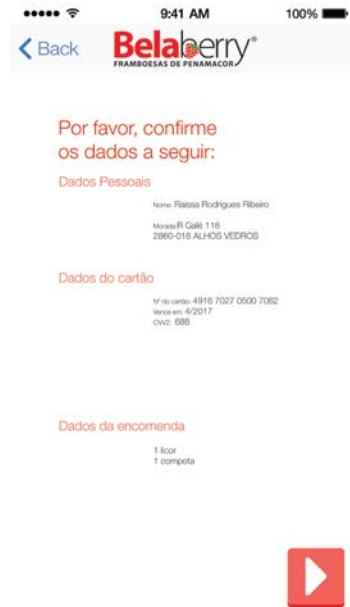 9:41 AM
100%
Back
Belaberry®
FRAMBOESAS DE PENAMACOR
Por favor, confirme
os dados a seguir:
Dados Pessoais
Nome: Raissa Rodrigues Ribeiro
Morada:R Galé 118
2860-018 ALHOS VEDROS
Dados do cartão
Nº do cartão: 4916 7027 0500 7082
Vence em: 4/2017
CVV2: 688
Dados da encomenda
1 licor
1 compota